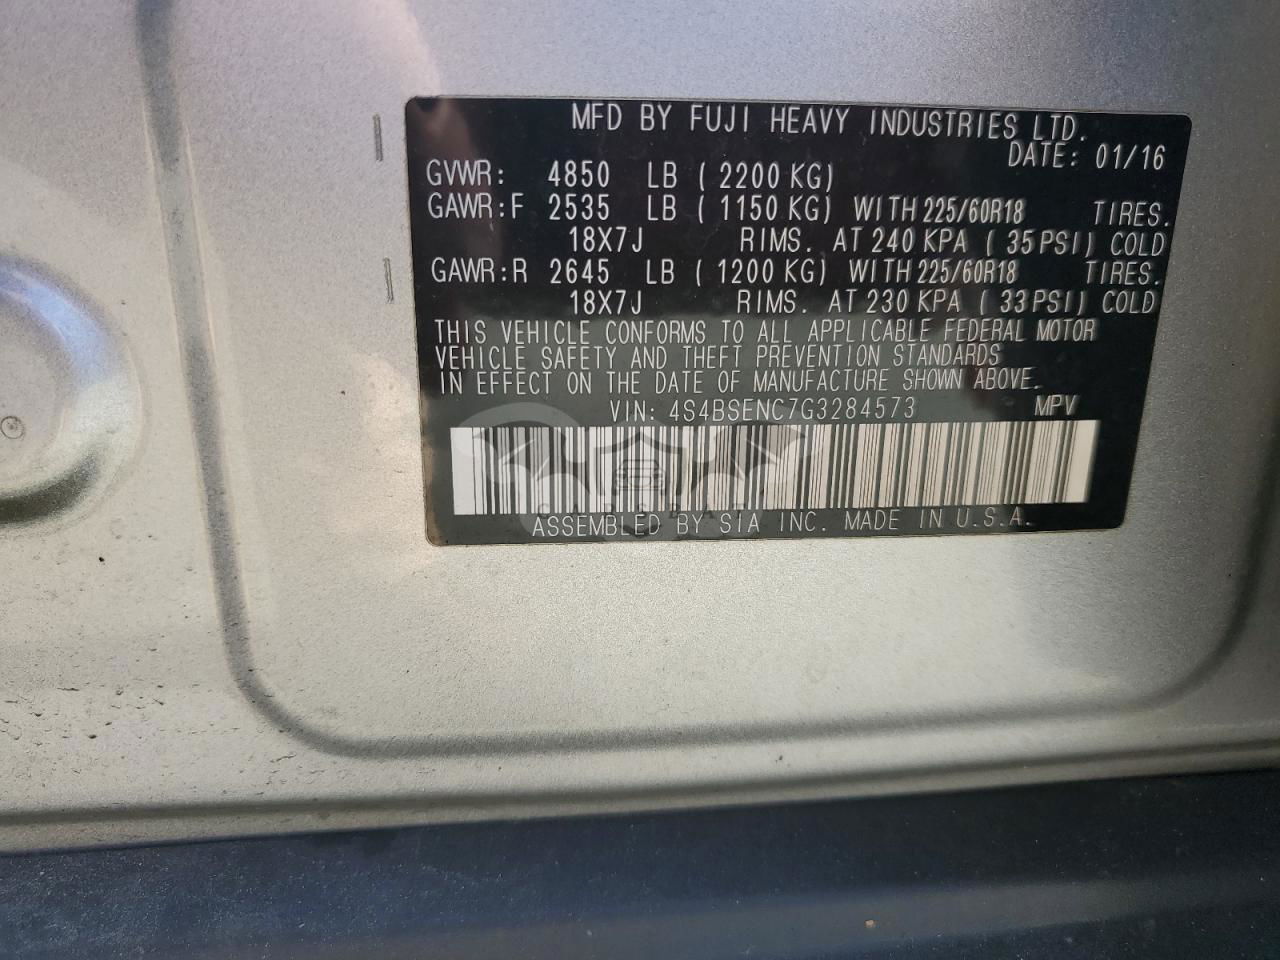 MFD BY FUJI HEAVY INDUSTRIES LTD.
DATE: 01/16
GVWR: 4850 LB ( 2200 KG)
GAWR:F 2535 LB ( 1150 KG) WITH 225/60R18 TIRES.
18X7J RIMS. AT 240 KPA ( 35 PSI) COLD
GAWR:R 2645 LB ( 1200 KG) WITH 225/60R18 TIRES.
18X7J RIMS. AT 230 KPA ( 33 PSI) COLD
THIS VEHICLE CONFORMS TO ALL APPLICABLE FEDERAL MOTOR
VEHICLE SAFETY AND THEFT PREVENTION STANDARDS
IN EFFECT ON THE DATE OF MANUFACTURE SHOWN ABOVE.
VIN: 4S4BSENC7G3284573 MPV
ASSEMBLED BY SIA INC. MADE IN U.S.A.